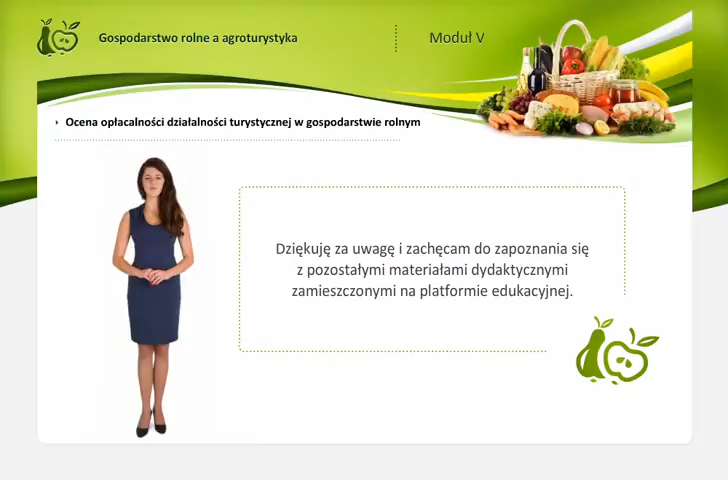 Gospodarstwo rolne a agroturystyka
Moduł V
Ocena opłacalności działalności turystycznej w gospodarstwie rolnym
Dziękuję za uwagę i zachęcam do zapoznania się
z pozostałymi materiałami dydaktycznymi
zamieszczonymi na platformie edukacyjnej.